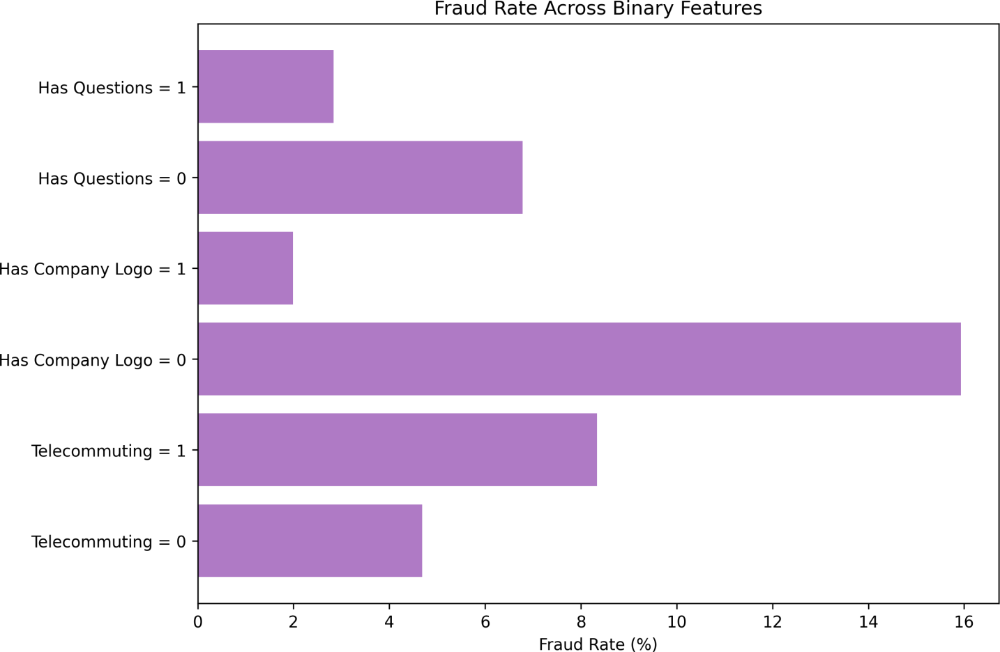 Fraud Rate Across Binary Features
Has Questions = 1
Has Questions = 0
Has Company Logo = 1
Has Company Logo = 0
Telecommuting = 1
Telecommuting = 0
0 2 4 6 8 10 12 14 16
Fraud Rate (%)